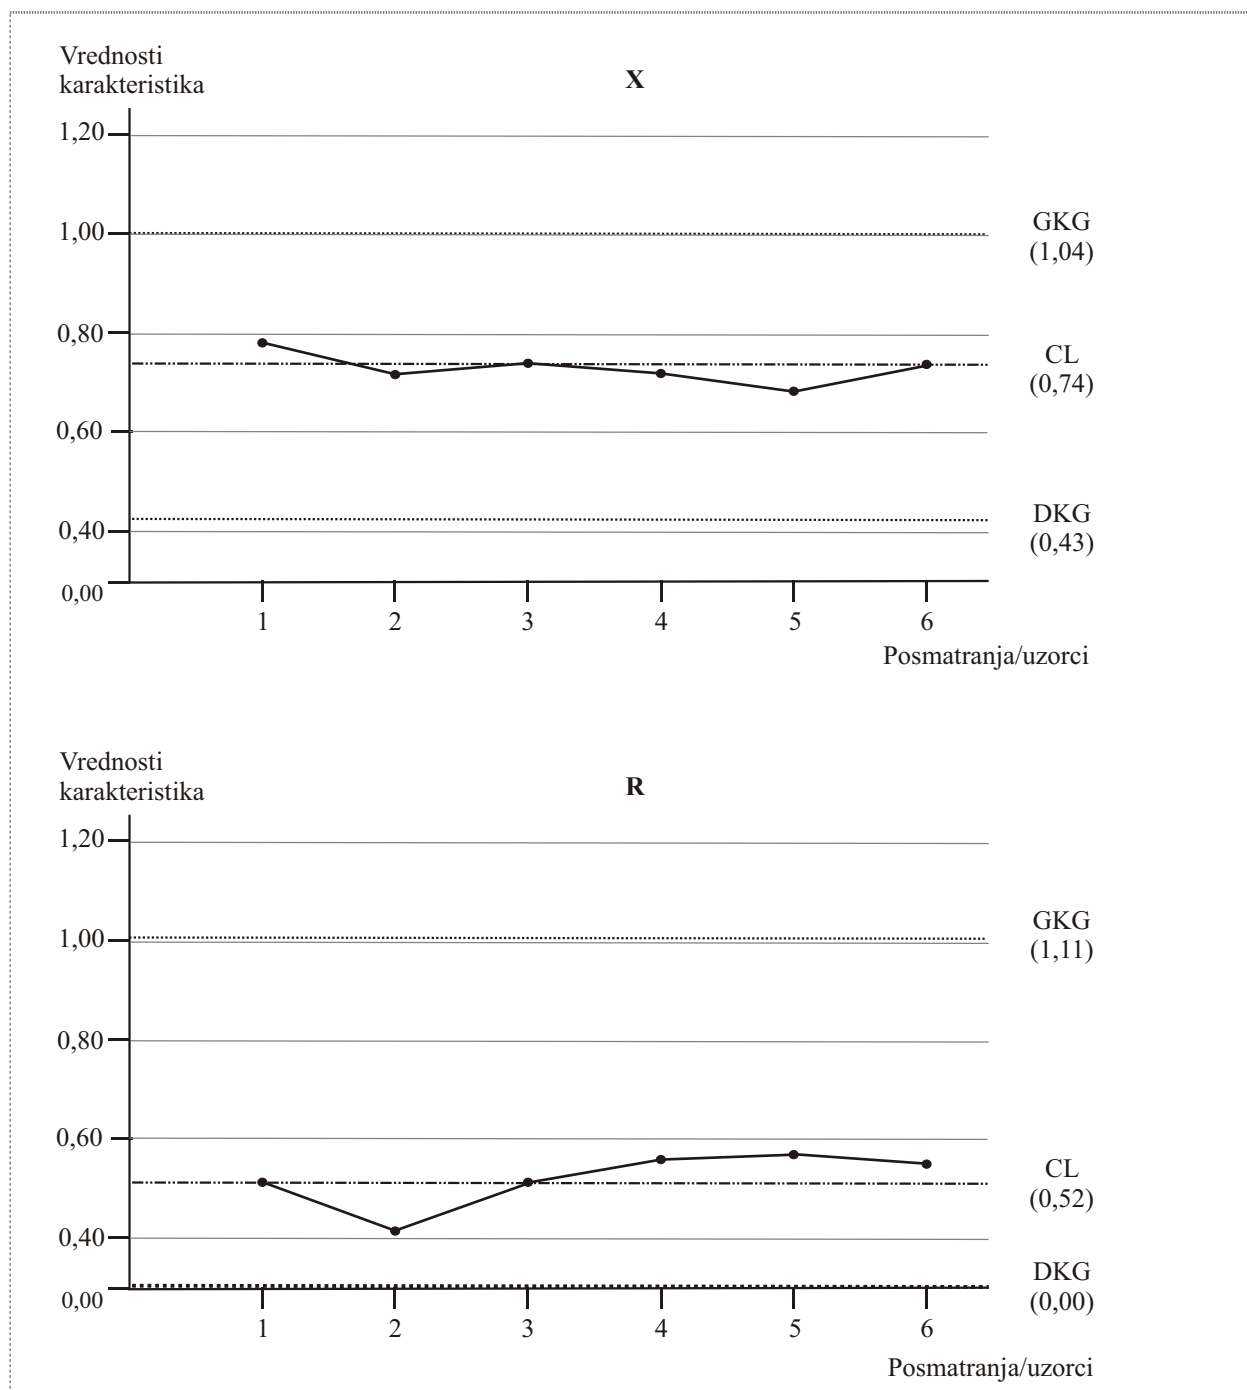 Vrednosti
karakteristika
X
1,20
1,00
GKG
(1,04)
0,80
CL
(0,74)
0,60
DKG
(0,43)
0,40
0,00
1 2 3 4 5 6
Posmatranja/uzorci
Vrednosti
karakteristika
R
1,20
1,00
GKG
(1,11)
0,80
0,60
CL
(0,52)
0,40
DKG
(0,00)
0,00
1 2 3 4 5 6
Posmatranja/uzorci